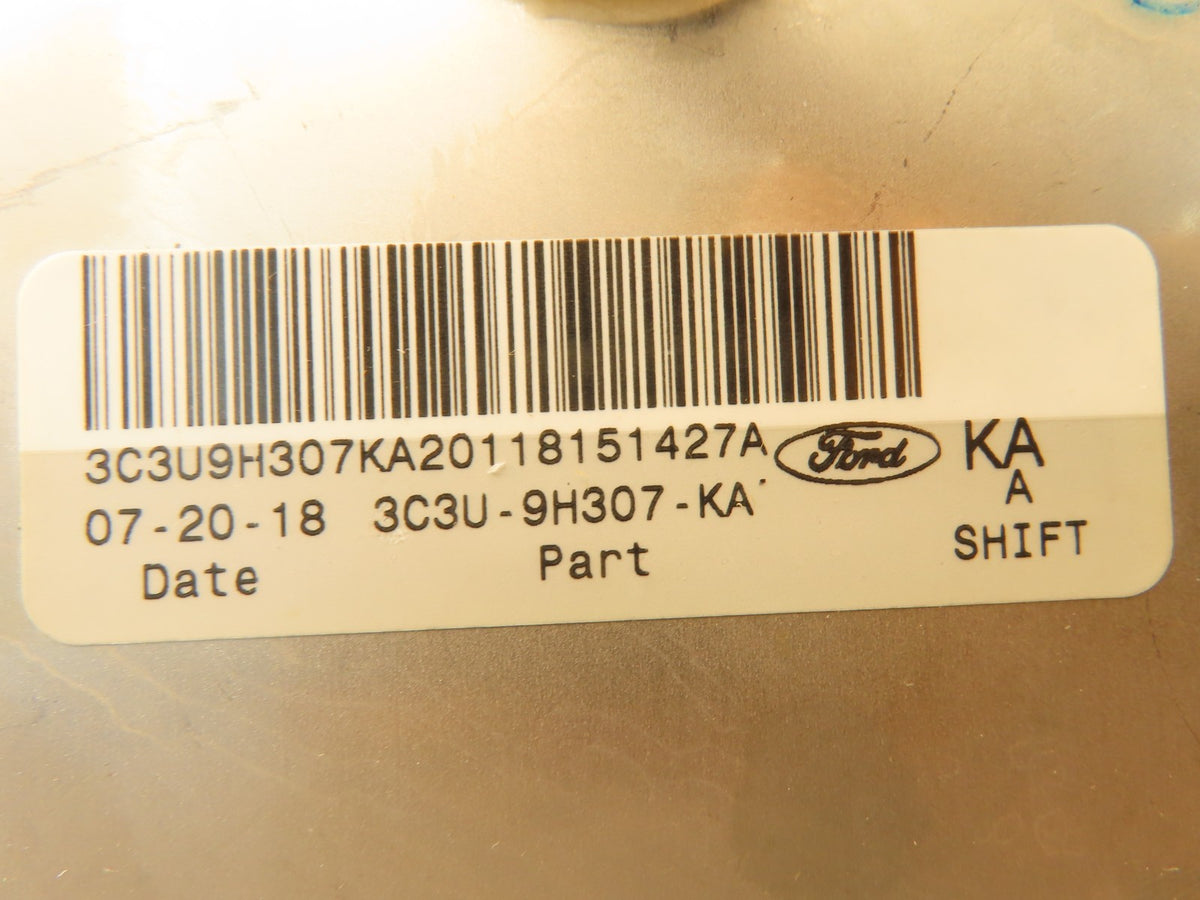 3C3U9H307KA20118151427A Ford KA
07-20-18 3C3U-9H307-KA A
Date Part SHIFT